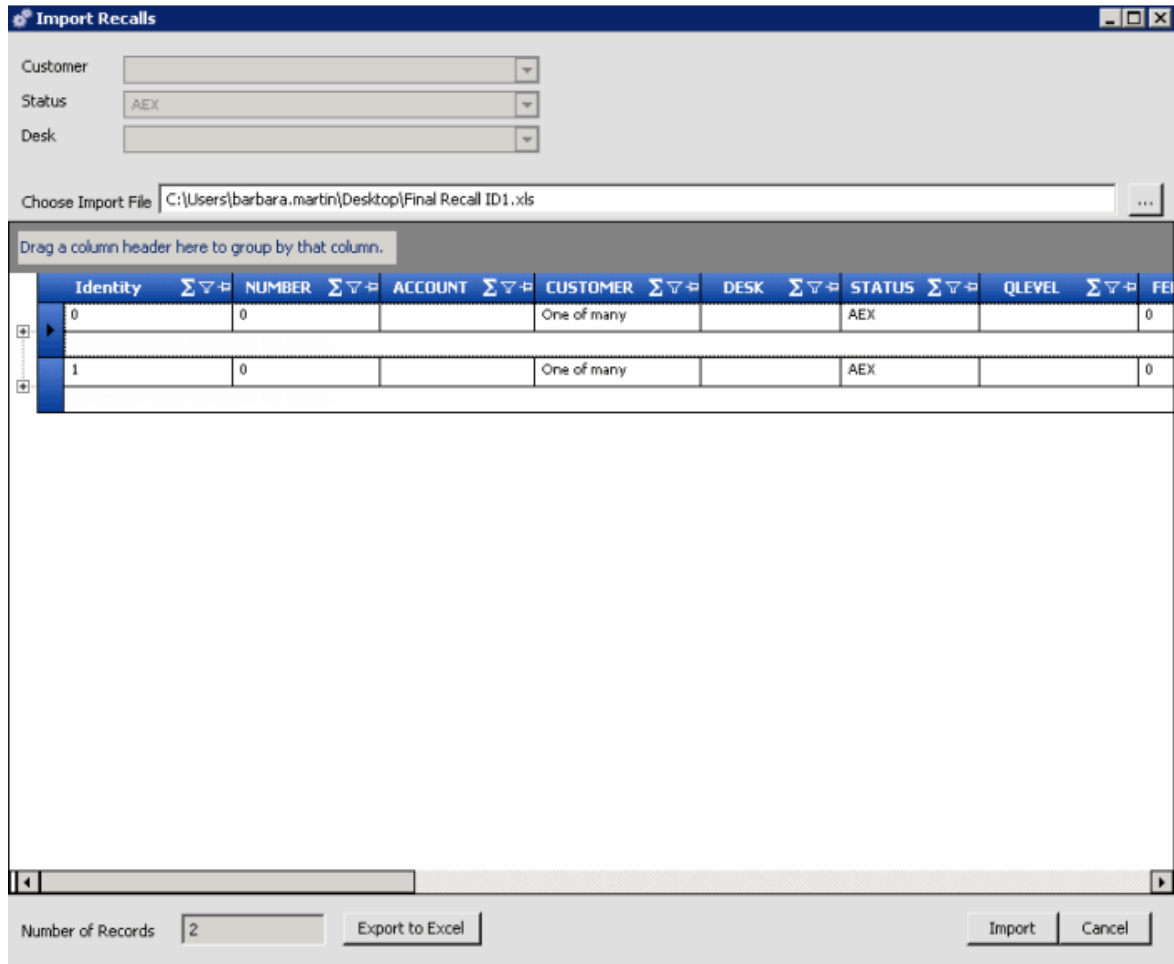 Import Recalls
Customer
Status AEX
Desk
Choose Import File C:\Users\barbara.martin\Desktop\Final Recall ID1.xls ...
Drag a column header here to group by that column.
Identity NUMBER ACCOUNT CUSTOMER DESK STATUS QLEVEL
0 0 One of many AEX 0
1 0 One of many AEX 0
Number of Records 2 Export to Excel Import Cancel